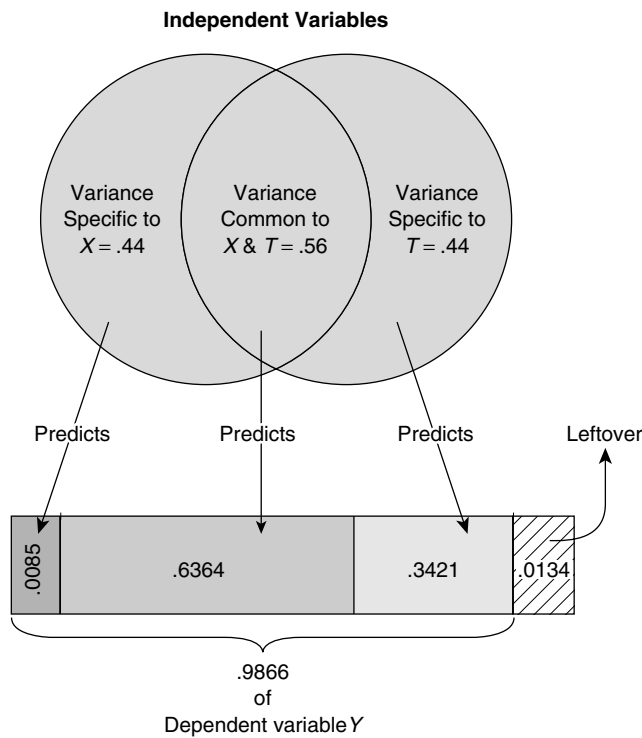 Independent Variables
Variance
Specific to
X = .44
Variance
Common to
X & T = .56
Variance
Specific to
T = .44
Predicts
Predicts
Predicts
Leftover
.0085
.6364
.3421
.0134
.9866
of
Dependent variable Y